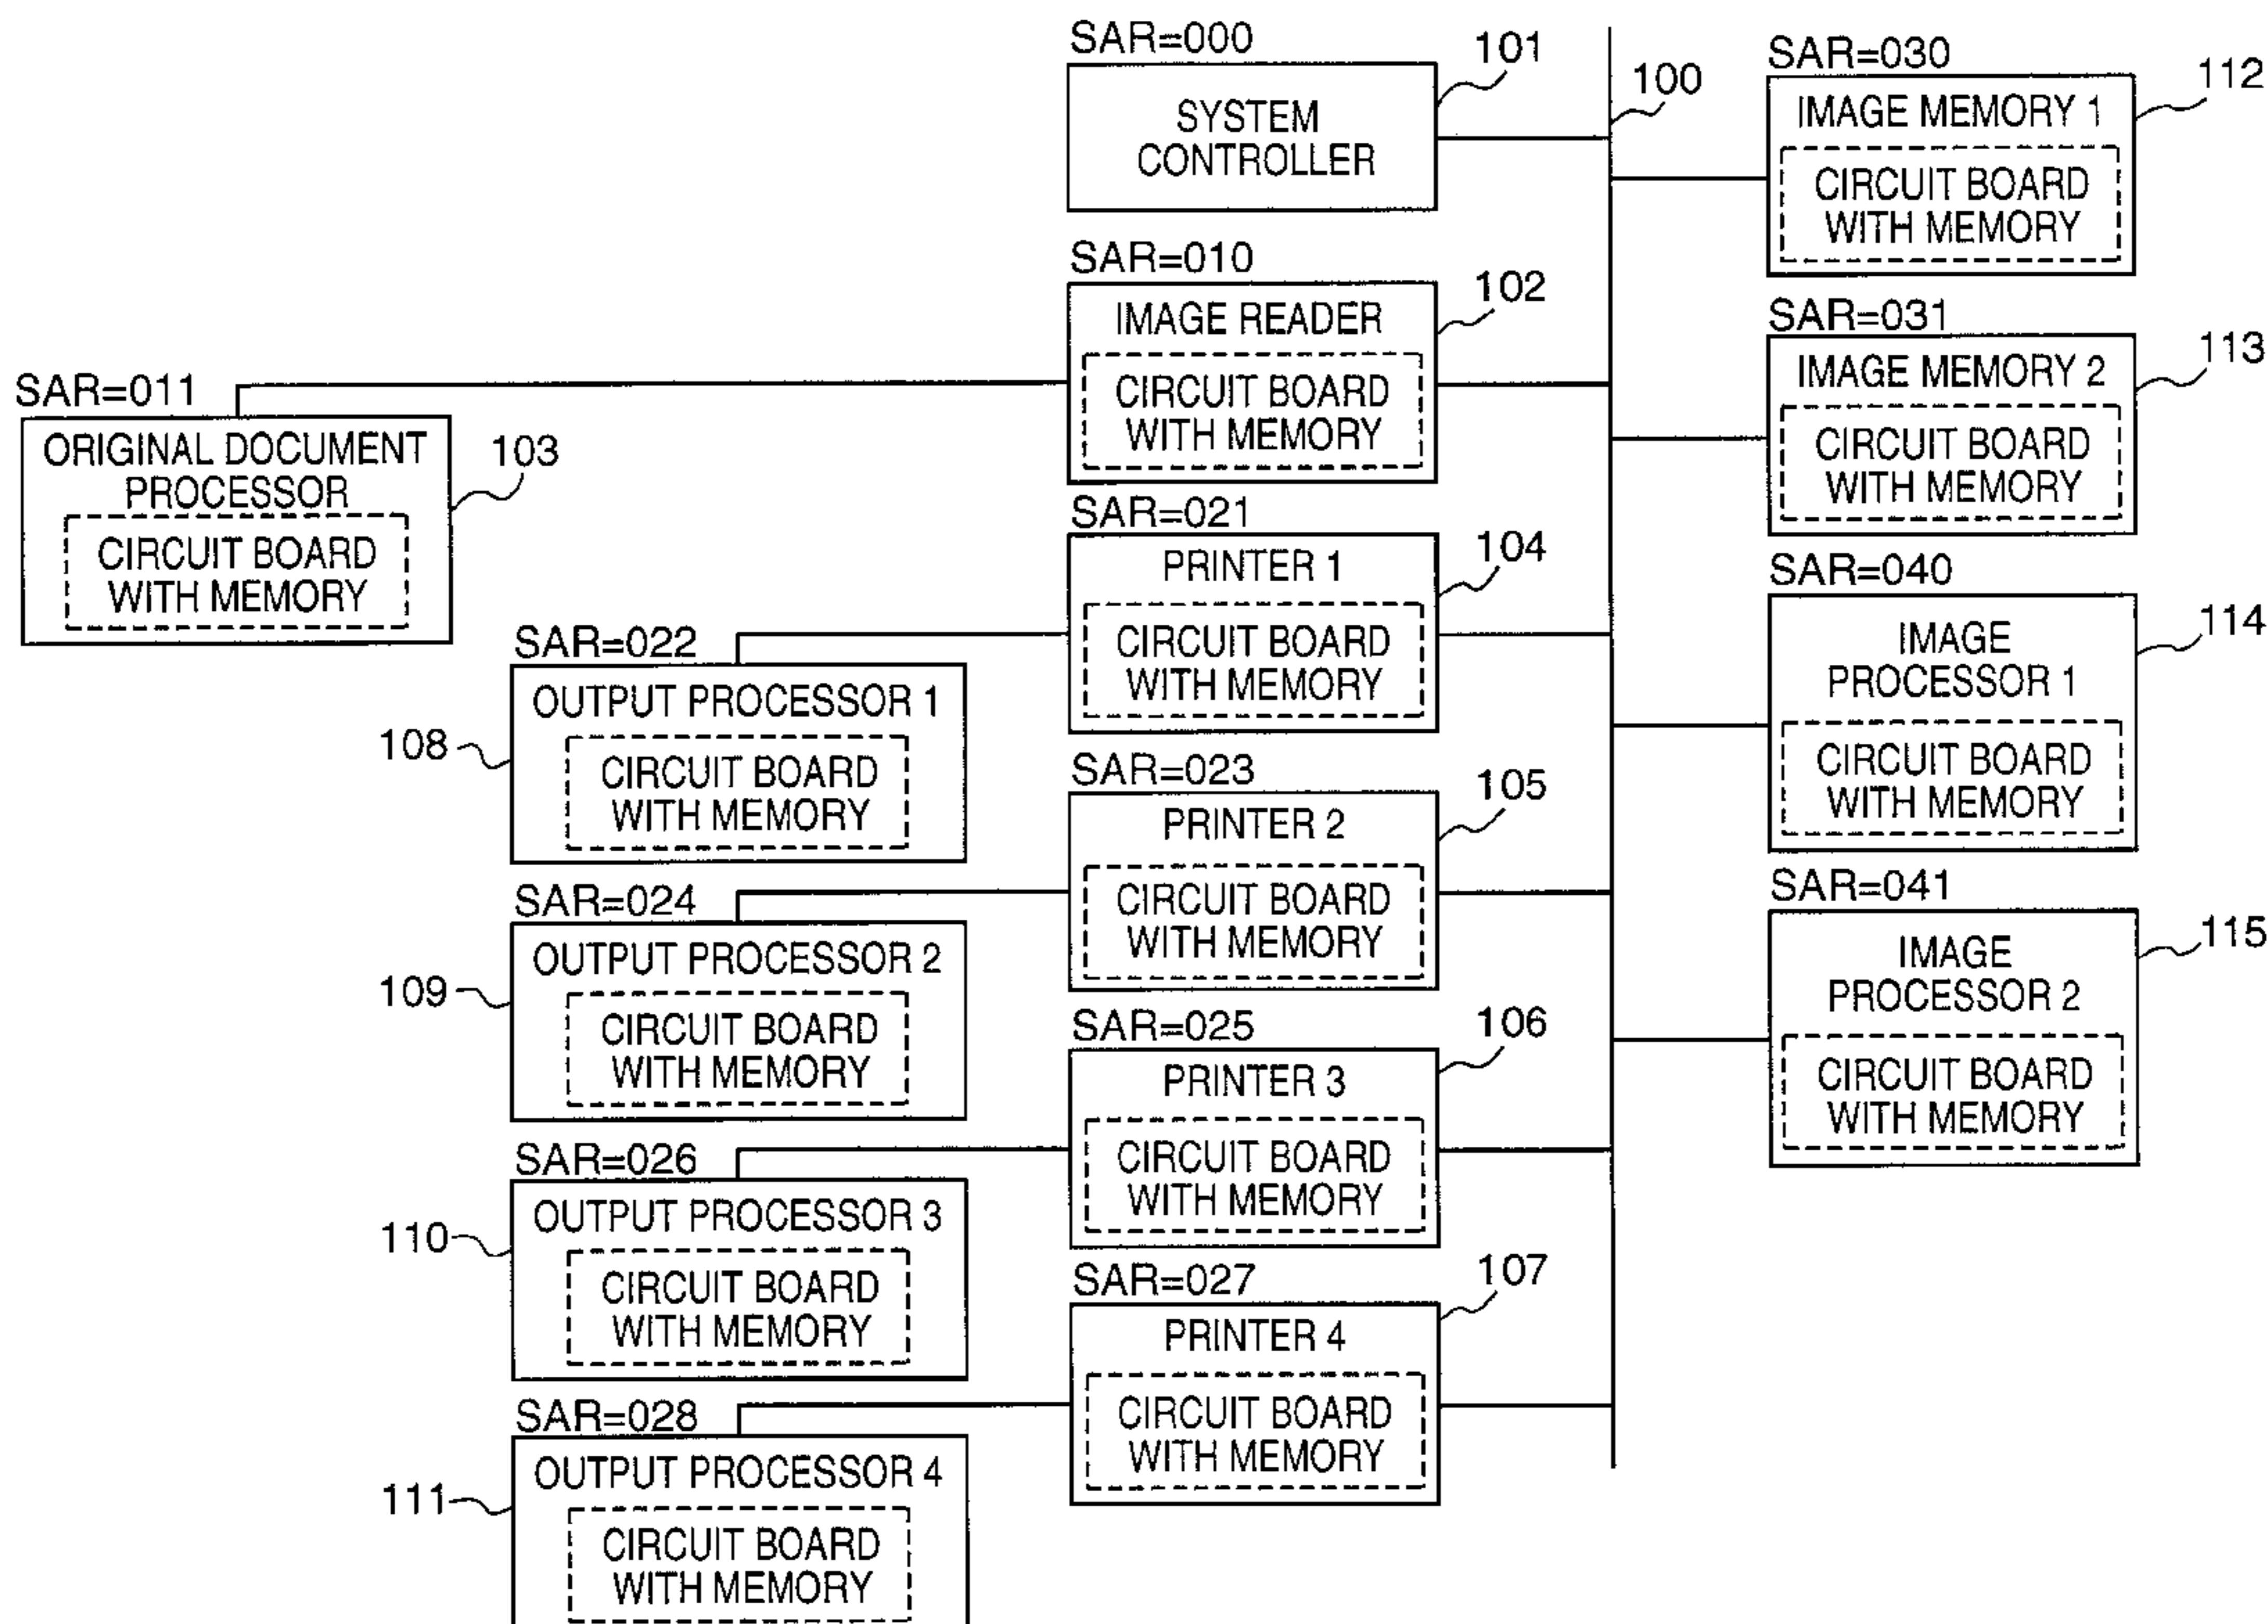 SAR=000
101
SYSTEM
CONTROLLER
100
SAR=030
112
IMAGE MEMORY 1
CIRCUIT BOARD
WITH MEMORY
SAR=010
102
IMAGE READER
CIRCUIT BOARD
WITH MEMORY
SAR=031
113
IMAGE MEMORY 2
CIRCUIT BOARD
WITH MEMORY
SAR=011
103
ORIGINAL DOCUMENT
PROCESSOR
CIRCUIT BOARD
WITH MEMORY
SAR=021
104
PRINTER 1
CIRCUIT BOARD
WITH MEMORY
SAR=040
114
IMAGE
PROCESSOR 1
CIRCUIT BOARD
WITH MEMORY
SAR=022
108
OUTPUT PROCESSOR 1
CIRCUIT BOARD
WITH MEMORY
SAR=023
105
PRINTER 2
CIRCUIT BOARD
WITH MEMORY
SAR=041
115
IMAGE
PROCESSOR 2
CIRCUIT BOARD
WITH MEMORY
SAR=024
109
OUTPUT PROCESSOR 2
CIRCUIT BOARD
WITH MEMORY
SAR=025
106
PRINTER 3
CIRCUIT BOARD
WITH MEMORY
SAR=026
110
OUTPUT PROCESSOR 3
CIRCUIT BOARD
WITH MEMORY
SAR=027
107
PRINTER 4
CIRCUIT BOARD
WITH MEMORY
SAR=028
111
OUTPUT PROCESSOR 4
CIRCUIT BOARD
WITH MEMORY